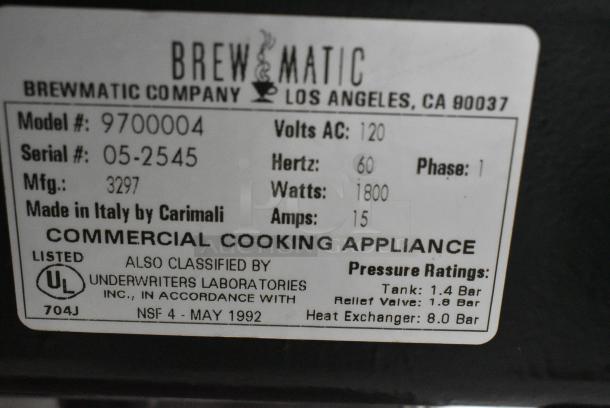 BREW MATIC
BREWMATIC COMPANY LOS ANGELES, CA 90037
Model #: 9700004 Volts AC: 120
Serial #: 05-2545 Hertz: 60 Phase: 1
Mfg.: 3297 Watts: 1800
Made in Italy by Carimali Amps: 15
COMMERCIAL COOKING APPLIANCE
LISTED
UL
704J
ALSO CLASSIFIED BY
UNDERWRITERS LABORATORIES
INC., IN ACCORDANCE WITH
NSF 4 - MAY 1992
Pressure Ratings:
Tank: 1.4 Bar
Relief Valve: 1.8 Bar
Heat Exchanger: 8.0 Bar